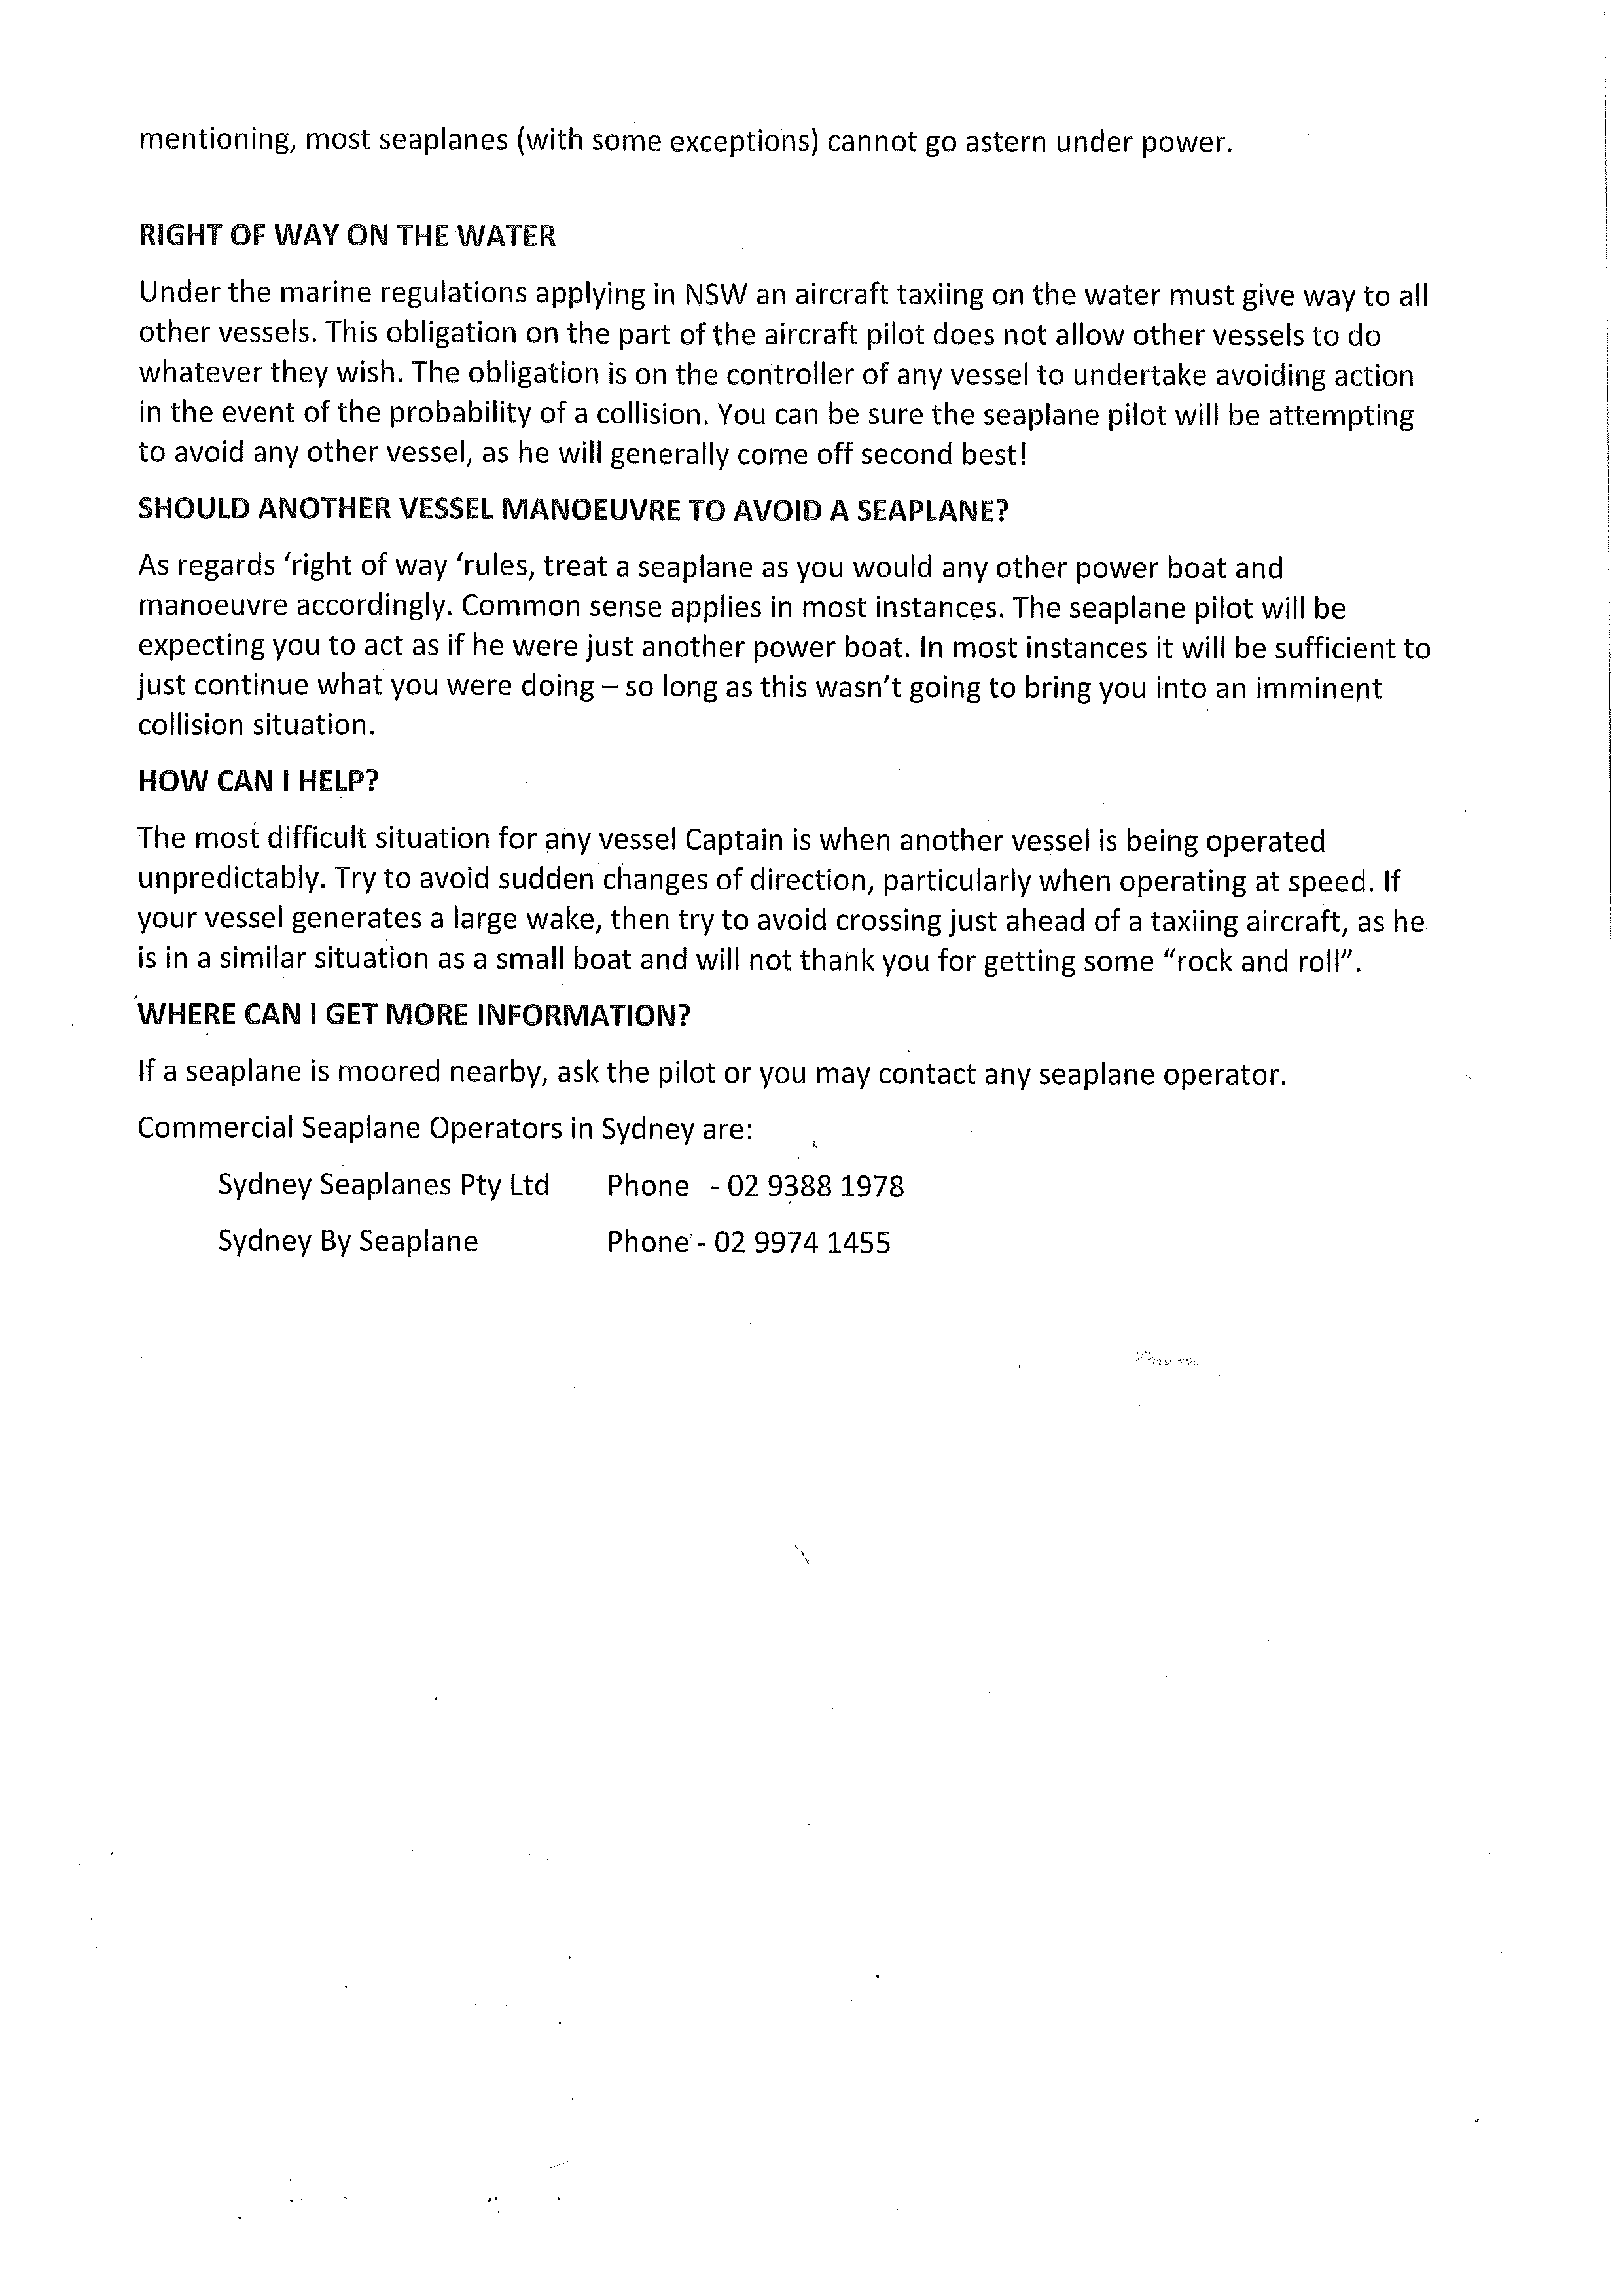 mentioning, most seaplanes (with some exceptions) cannot go astern under power.
RIGHT OF WAY ON THE WATER
Under the marine regulations applying in NSW an aircraft taxiing on the water must give way to all
other vessels. This obligation on the part of the aircraft pilot does not allow other vessels to do
whatever they wish. The obligation is on the controller of any vessel to undertake avoiding action
in the event of the probability of a collision. You can be sure the seaplane pilot will be attempting
to avoid any other vessel, as he will generally come off second best!
SHOULD ANOTHER VESSEL MANOEUVRE TO AVOID A SEAPLANE?
As regards ‘right of way ‘rules, treat a seaplane as you would any other power boat and
manoeuvre accordingly. Common sense applies in most instances. The seaplane pilot will be
expecting you to act as if he were just another power boat. In most instances it will be sufficient to
just continue what you were doing – so long as this wasn't going to bring you into an imminent
collision situation.
HOW CAN I HELP?
The most difficult situation for any vessel Captain is when another vessel is being operated
unpredictably. Try to avoid sudden changes of direction, particularly when operating at speed. If
your vessel generates a large wake, then try to avoid crossing just ahead of a taxiing aircraft, as he
is in a similar situation as a small boat and will not thank you for getting some “rock and roll”.
WHERE CAN I GET MORE INFORMATION?
If a seaplane is moored nearby, ask the pilot or you may contact any seaplane operator.
Commercial Seaplane Operators in Sydney are:
Sydney Seaplanes Pty Ltd Phone - 02 9388 1978
Sydney By Seaplane Phone - 02 9974 1455